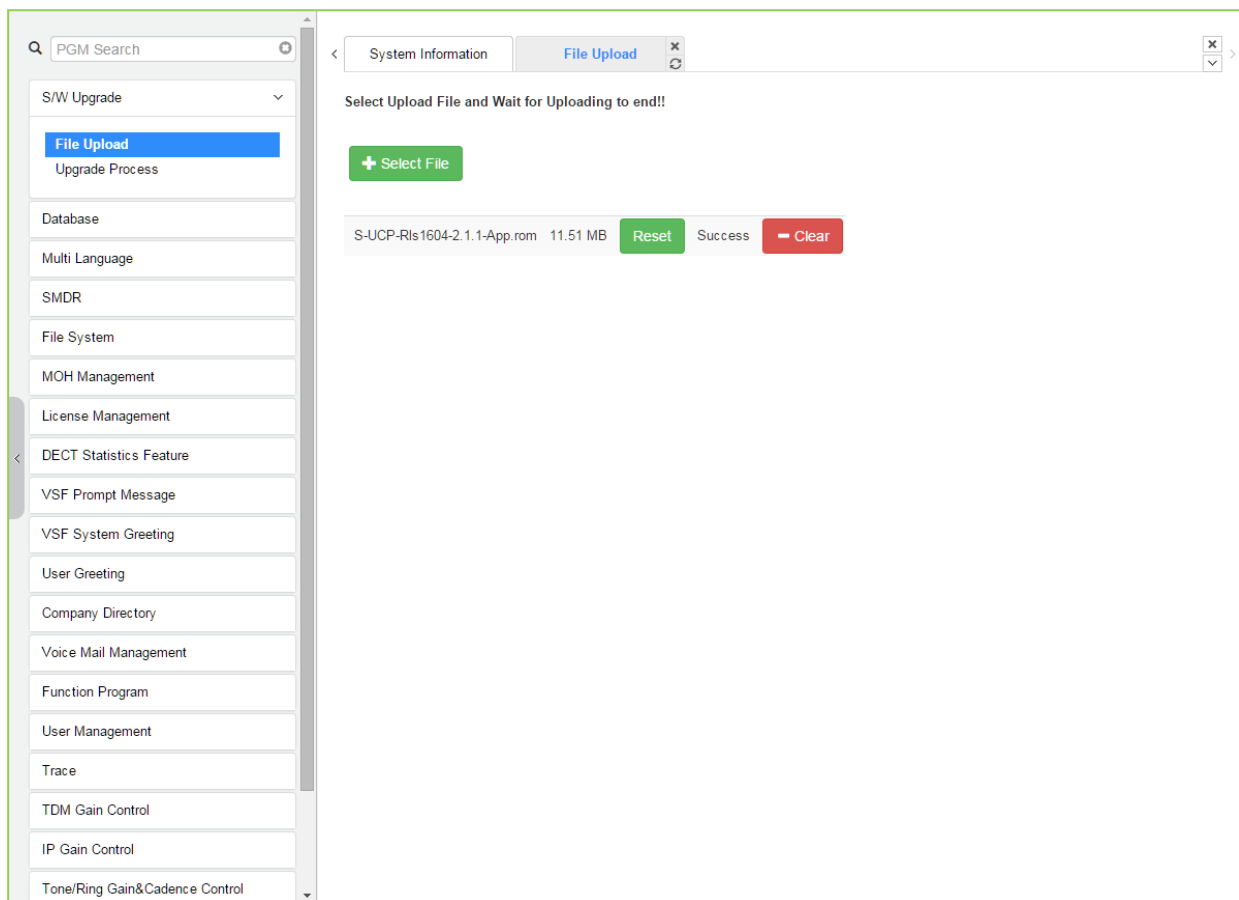 PGM Search
S/W Upgrade
File Upload
Upgrade Process
Database
Multi Language
SMDR
File System
MOH Management
License Management
DECT Statistics Feature
VSF Prompt Message
VSF System Greeting
User Greeting
Company Directory
Voice Mail Management
Function Program
User Management
Trace
TDM Gain Control
IP Gain Control
Tone/Ring Gain&Cadence Control
System Information File Upload
Select Upload File and Wait for Uploading to end!!
Select File
S-UCP-Rls1604-2.1.1-App.rom 11.51 MB Reset Success Clear